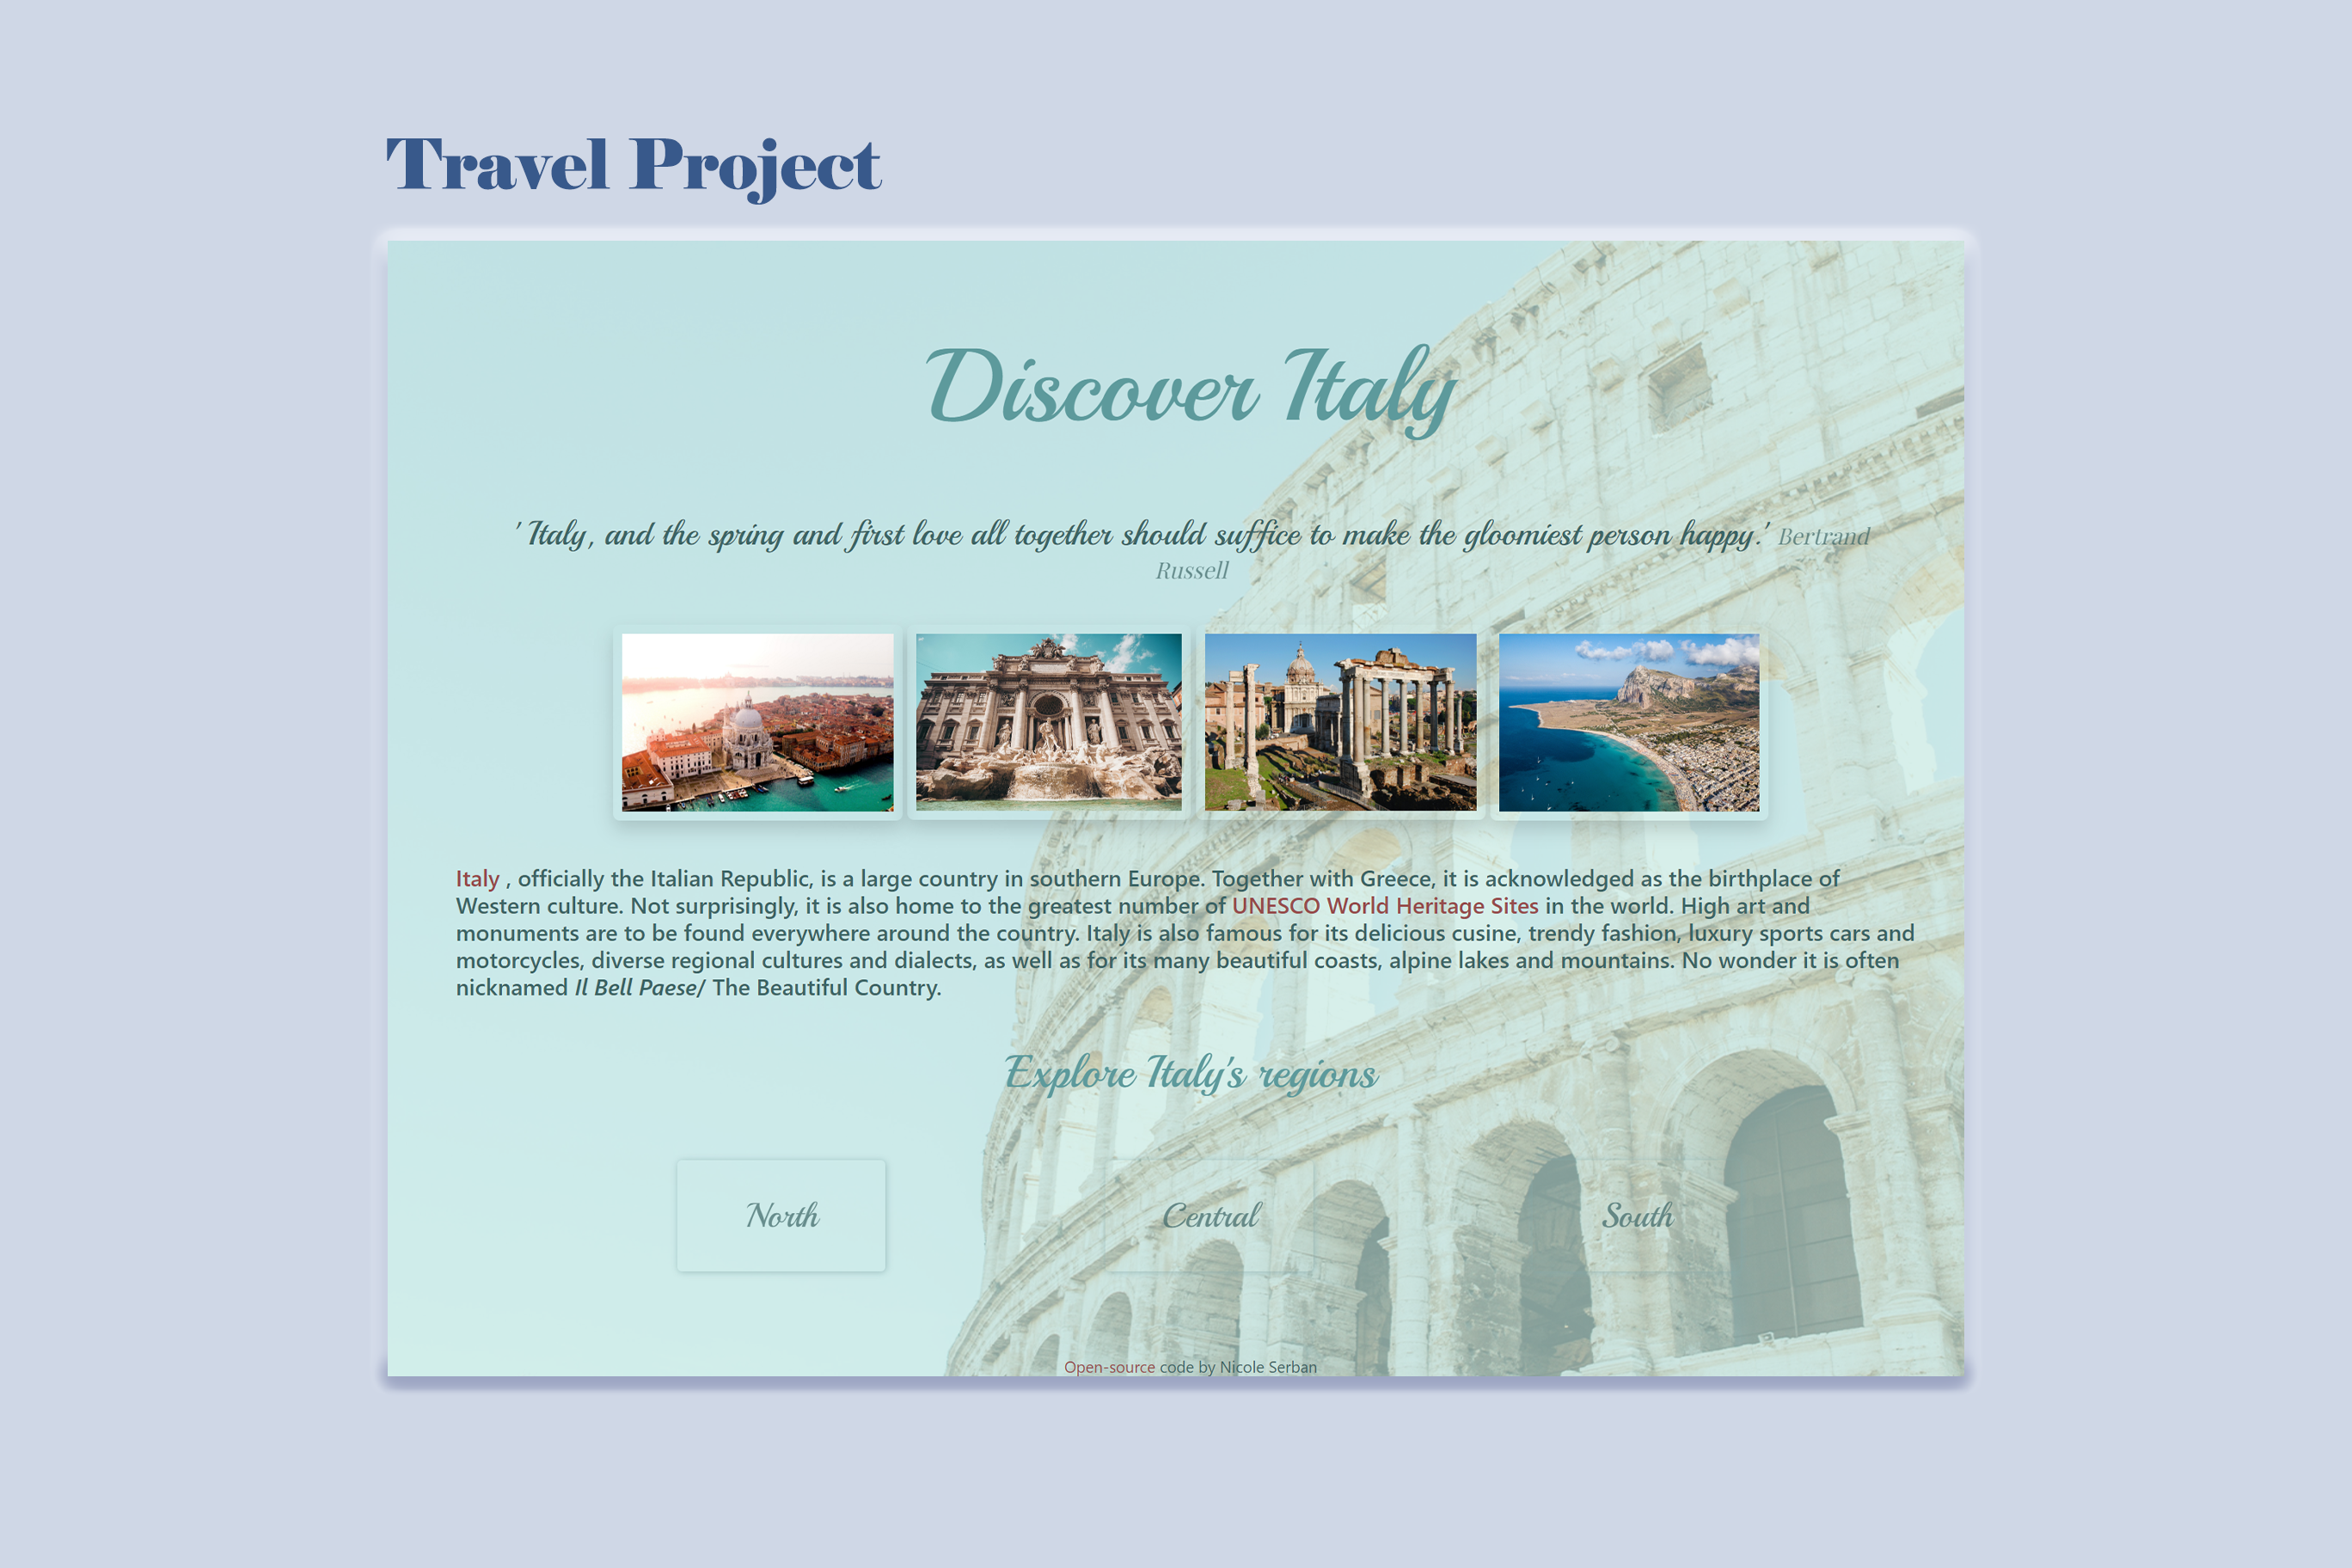 Travel Project
Discover Italy
' Italy, and the spring and first love all together should suffice to make the gloomiest person happy.' Bertrand
Russell
Italy , officially the Italian Republic, is a large country in southern Europe. Together with Greece, it is acknowledged as the birthplace of
Western culture. Not surprisingly, it is also home to the greatest number of UNESCO World Heritage Sites in the world. High art and
monuments are to be found everywhere around the country. Italy is also famous for its delicious cusine, trendy fashion, luxury sports cars and
motorcycles, diverse regional cultures and dialects, as well as for its many beautiful coasts, alpine lakes and mountains. No wonder it is often
nicknamed Il Bell Paese/ The Beautiful Country.
Explore Italy's regions
North
Central
South
Open-source code by Nicole Serban